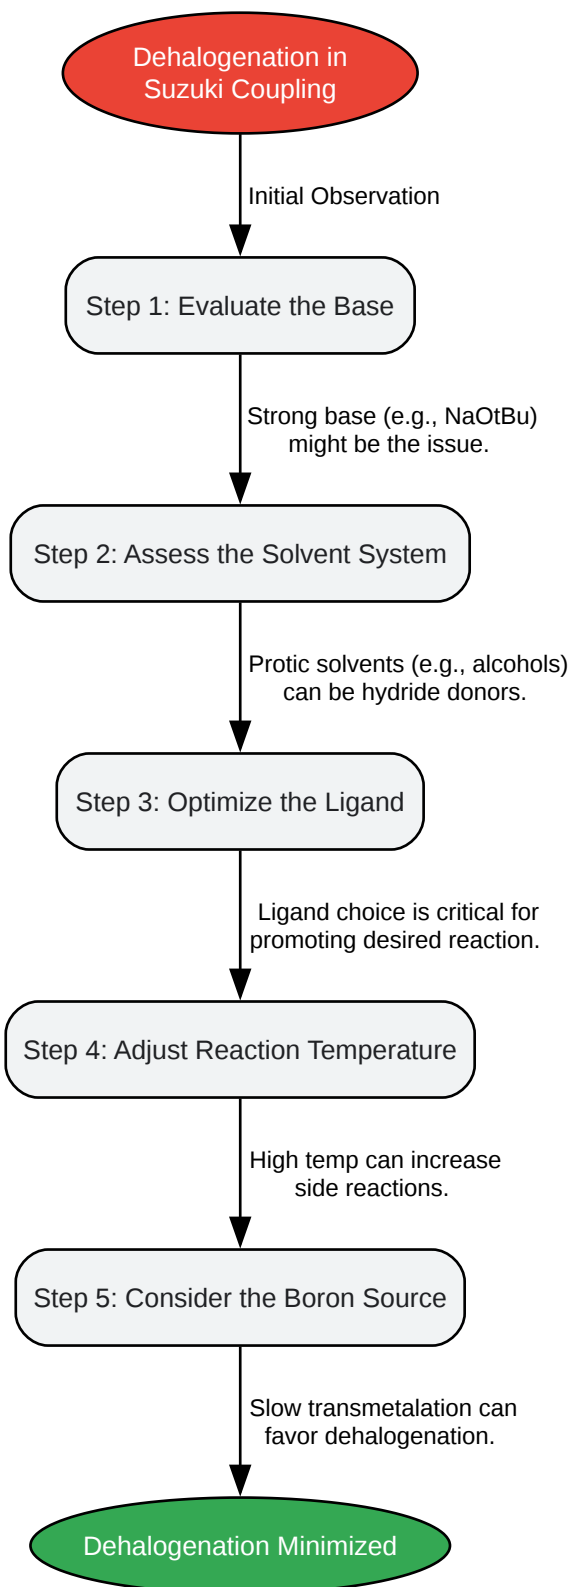 Dehalogenation in
Suzuki Coupling
Initial Observation
Step 1: Evaluate the Base
Strong base (e.g., NaOtBu)
might be the issue.
Step 2: Assess the Solvent System
Protic solvents (e.g., alcohols)
can be hydride donors.
Step 3: Optimize the Ligand
Ligand choice is critical for
promoting desired reaction.
Step 4: Adjust Reaction Temperature
High temp can increase
side reactions.
Step 5: Consider the Boron Source
Slow transmetalation can
favor dehalogenation.
Dehalogenation Minimized